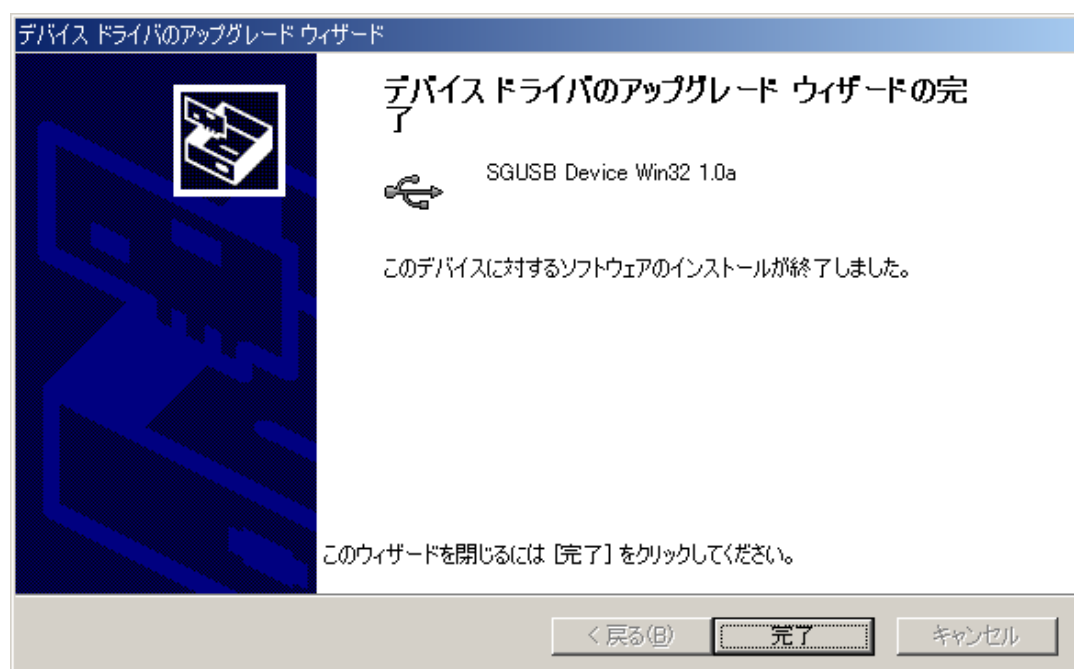 デバイス ドライバのアップグレード ウィザード
デバイス ドライバのアップグレード ウィザードの完
了
SGUSB Device Win32 1.0a
このデバイスに対するソフトウェアのインストールが終了しました。
このウィザードを閉じるには [完了] をクリックしてください。
< 戻る(B) 完了 キャンセル